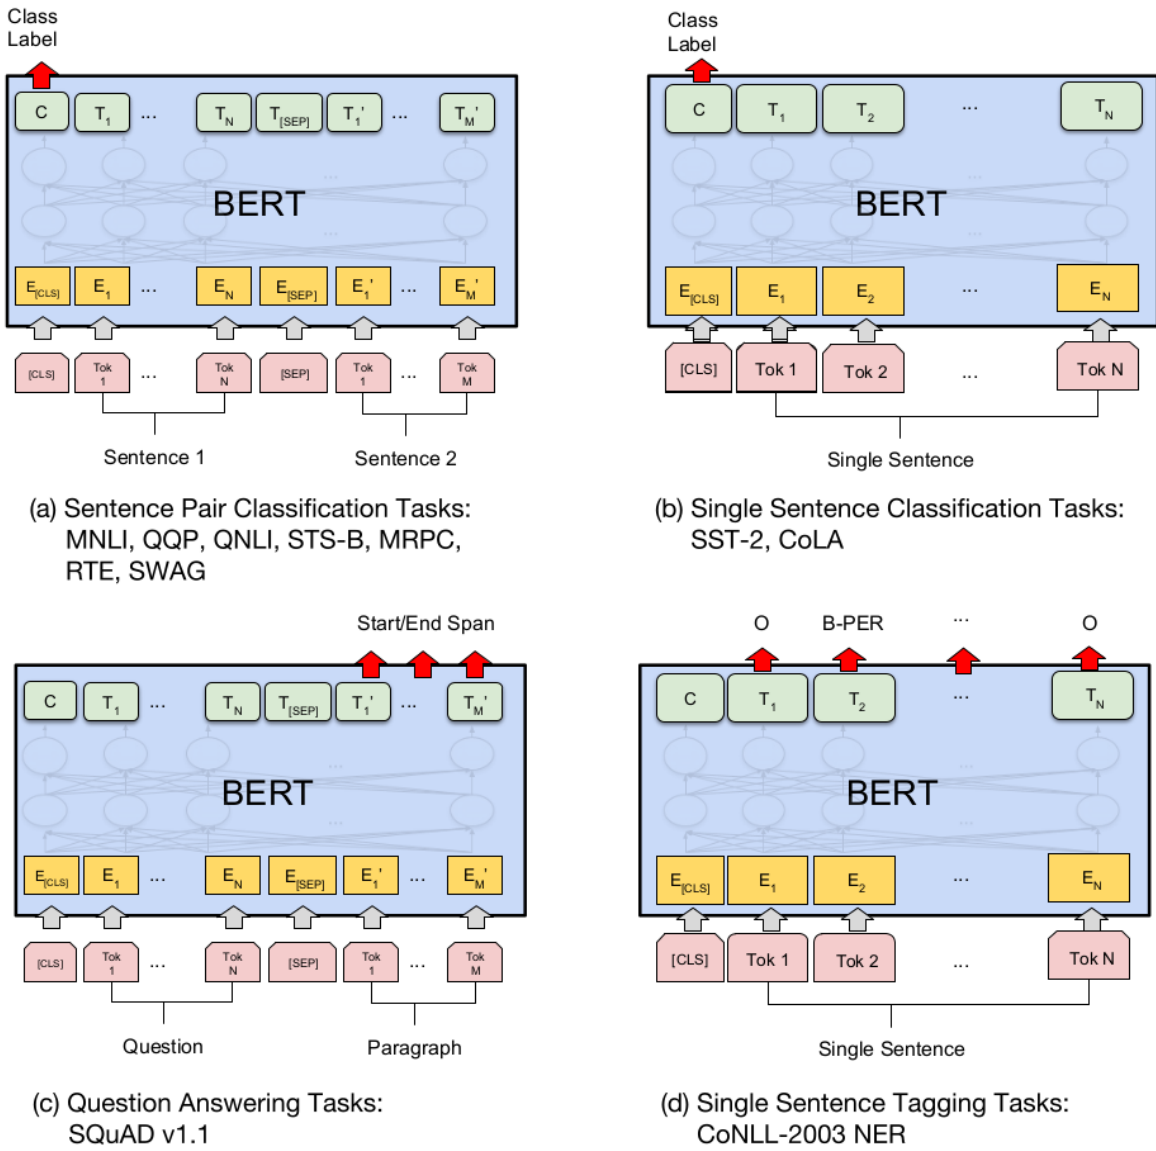 Class
Label
C T1 ... TN T[SEP] T1' ... TM'
...
BERT
...
E[CLS] E1 ... EN E[SEP] E1' ... EM'
[CLS] Tok 1 ... Tok N [SEP] Tok 1 ... Tok M
Sentence 1 Sentence 2
(a) Sentence Pair Classification Tasks:
MNLI, QQP, QNLI, STS-B, MRPC,
RTE, SWAG
Class
Label
C T1 T2 ... TN
...
BERT
...
E[CLS] E1 E2 ... EN
[CLS] Tok 1 Tok 2 ... Tok N
Single Sentence
(b) Single Sentence Classification Tasks:
SST-2, CoLA
Start/End Span
C T1 ... TN T[SEP] T1' ... TM'
...
BERT
...
E[CLS] E1 ... EN E[SEP] E1' ... EM'
[CLS] Tok 1 ... Tok N [SEP] Tok 1 ... Tok M
Question Paragraph
(c) Question Answering Tasks:
SQuAD v1.1
O B-PER ... O
C T1 T2 ... TN
...
BERT
...
E[CLS] E1 E2 ... EN
[CLS] Tok 1 Tok 2 ... Tok N
Single Sentence
(d) Single Sentence Tagging Tasks:
CoNLL-2003 NER